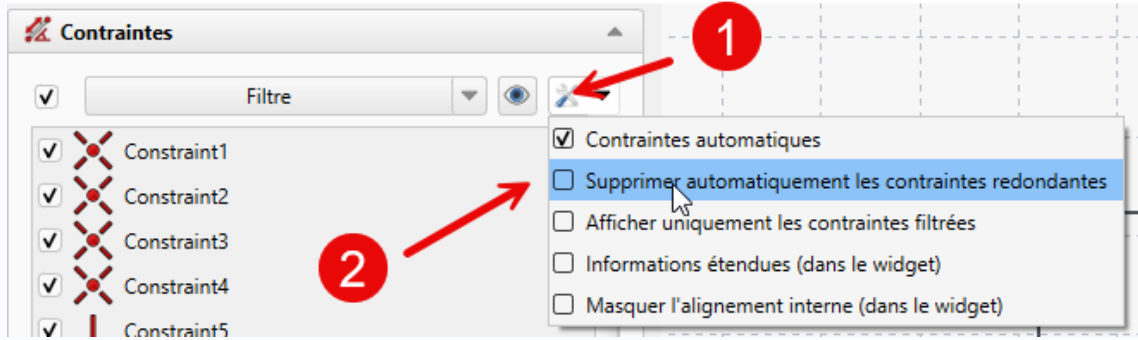 Contraintes
1
Filtre
Contraintes automatiques
Constraint1
Supprimer automatiquement les contraintes redondantes
Constraint2
Afficher uniquement les contraintes filtrées
Constraint3
2
Informations étendues (dans le widget)
Constraint4
Masquer l'alignement interne (dans le widget)
Constraint5